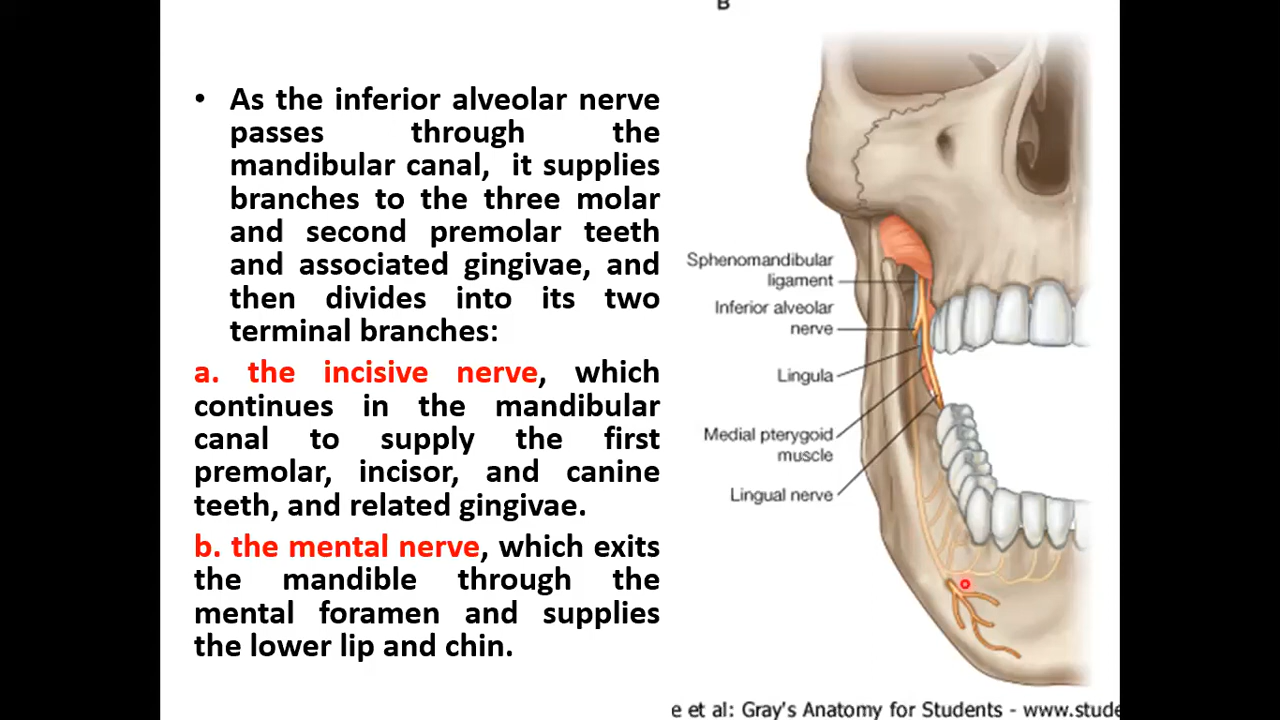 B
• As the inferior alveolar nerve
passes through the
mandibular canal, it supplies
branches to the three molar
and second premolar teeth
and associated gingivae, and
then divides into its two
terminal branches:
a. the incisive nerve, which
continues in the mandibular
canal to supply the first
premolar, incisor, and canine
teeth, and related gingivae.
b. the mental nerve, which exits
the mandible through the
mental foramen and supplies
the lower lip and chin.
Sphenomandibular
ligament
Inferior alveolar
nerve
Lingula
Medial pterygoid
muscle
Lingual nerve
e et al: Gray's Anatomy for Students - www.stude